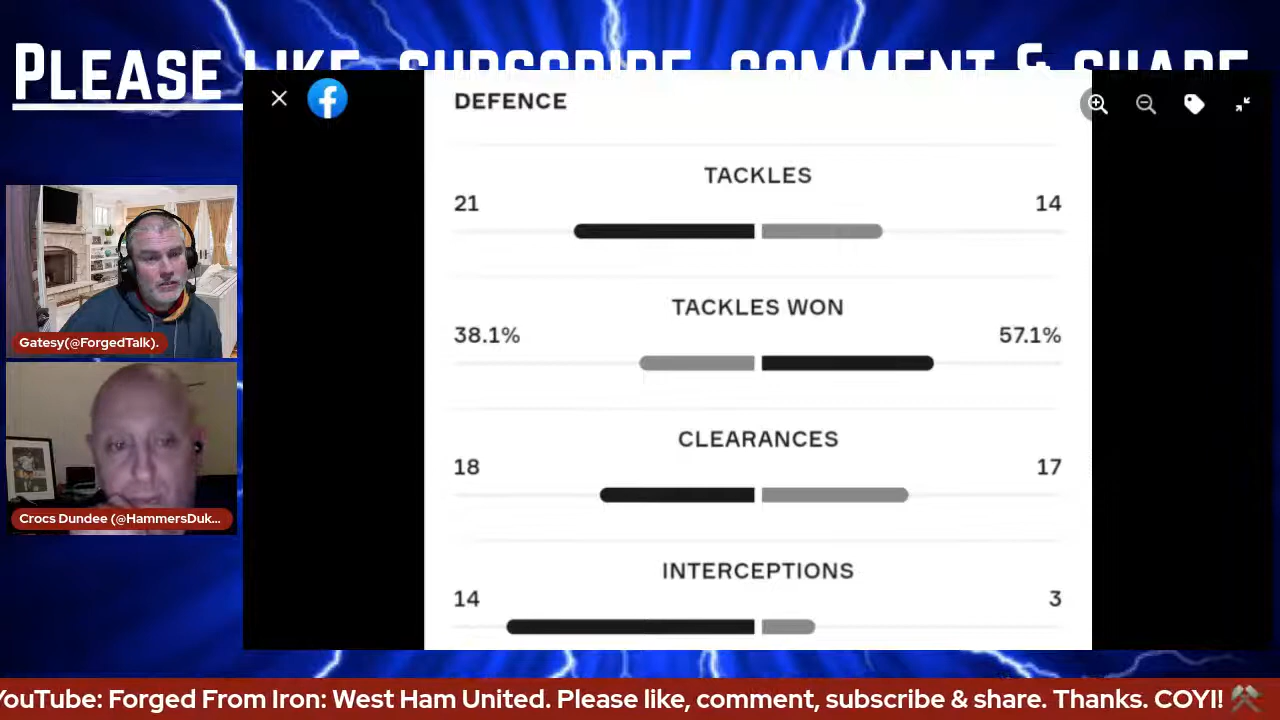 PLEASE LIKE, SUBSCRIBE, COMMENT & SHARE
DEFENCE
TACKLES
21 14
TACKLES WON
38.1% 57.1%
CLEARANCES
18 17
INTERCEPTIONS
14 3
Gatesy(@ForgedTalk).
Crocs Dundee (@HammersDuk...
YouTube: Forged From Iron: West Ham United. Please like, comment, subscribe & share. Thanks. COYI! ⚒